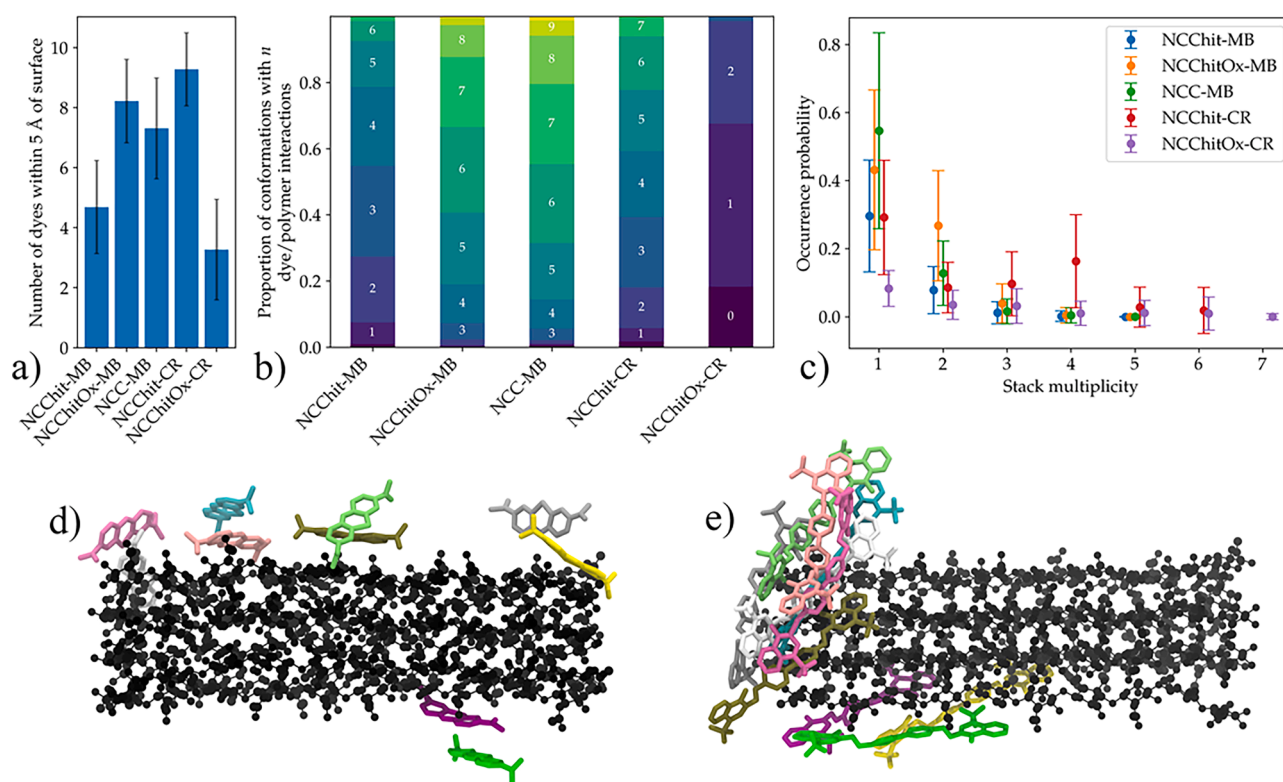 a)
Number of dyes within 5 Å of surface
10
8
6
4
2
0
NCChit-MB
NCChitOx-MB
NCC-MB
NCChit-CR
NCChitOx-CR
b)
Proportion of conformations with n
dye/polymer interactions
0.8
0.6
0.4
0.2
0.0
6
5
4
3
2
1
8
7
6
5
4
3
9
8
7
6
5
4
3
7
6
5
4
3
2
1
2
1
0
NCChit-MB
NCChitOx-MB
NCC-MB
NCChit-CR
NCChitOx-CR
c)
Occurrence probability
0.8
0.6
0.4
0.2
0.0
NCChit-MB
NCChitOx-MB
NCC-MB
NCChit-CR
NCChitOx-CR
1 2 3 4 5 6 7
Stack multiplicity
d)
e)